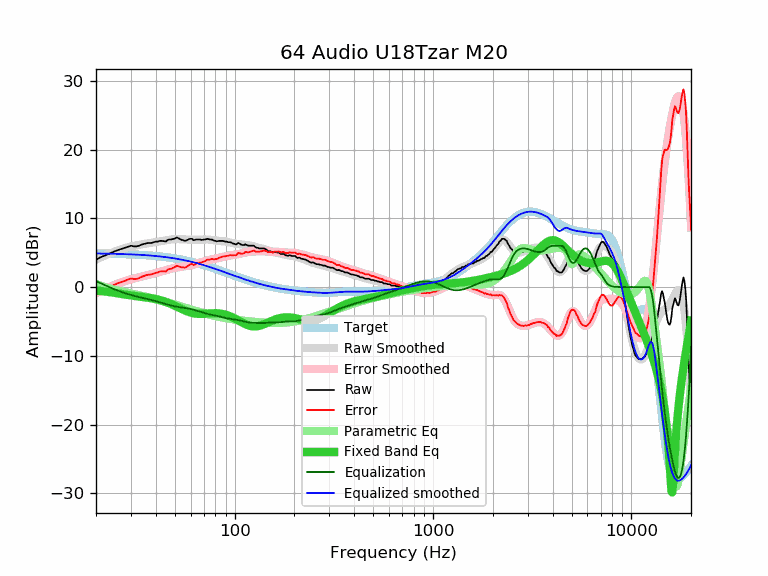 64 Audio U18Tzar M20
30
20
10
0
−10
−20
−30
Amplitude (dBr)
Target
Raw Smoothed
Error Smoothed
Raw
Error
Parametric Eq
Fixed Band Eq
Equalization
Equalized smoothed
100
1000
10000
Frequency (Hz)